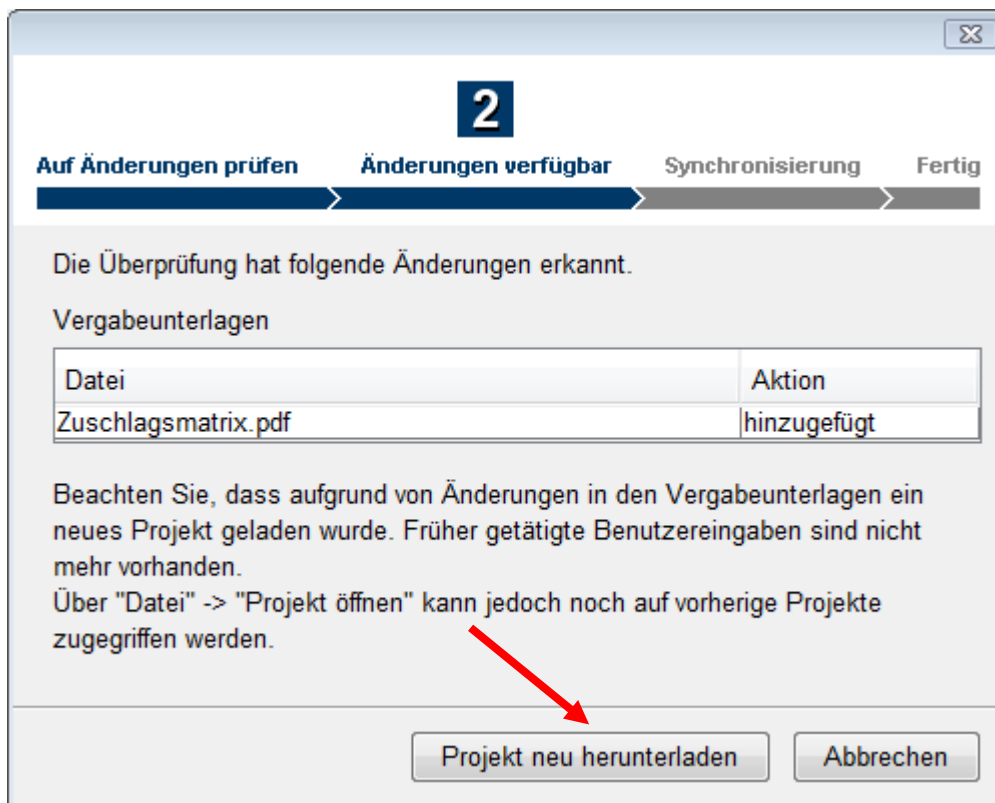 2
Auf Änderungen prüfen Änderungen verfügbar Synchronisierung Fertig
Die Überprüfung hat folgende Änderungen erkannt.
Vergabeunterlagen
Datei Aktion
Zuschlagsmatrix.pdf hinzugefügt
Beachten Sie, dass aufgrund von Änderungen in den Vergabeunterlagen ein
neues Projekt geladen wurde. Früher getätigte Benutzereingaben sind nicht
mehr vorhanden.
Über "Datei" -> "Projekt öffnen" kann jedoch noch auf vorherige Projekte
zugegriffen werden.
Projekt neu herunterladen Abbrechen